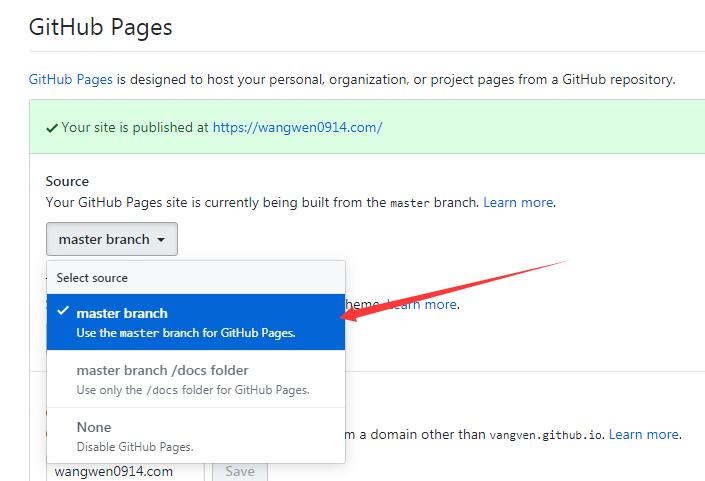 GitHub Pages
GitHub Pages is designed to host your personal, organization, or project pages from a GitHub repository.
Your site is published at https://wangwen0914.com/
Source
Your GitHub Pages site is currently being built from the master branch. Learn more.
master branch
Select source
heme. Learn more.
master branch
Use the master branch for GitHub Pages.
master branch /docs folder
Use only the /docs folder for GitHub Pages.
None
m a domain other than vangven.github.io. Learn more.
Disable GitHub Pages.
wangwen0914.com
Save